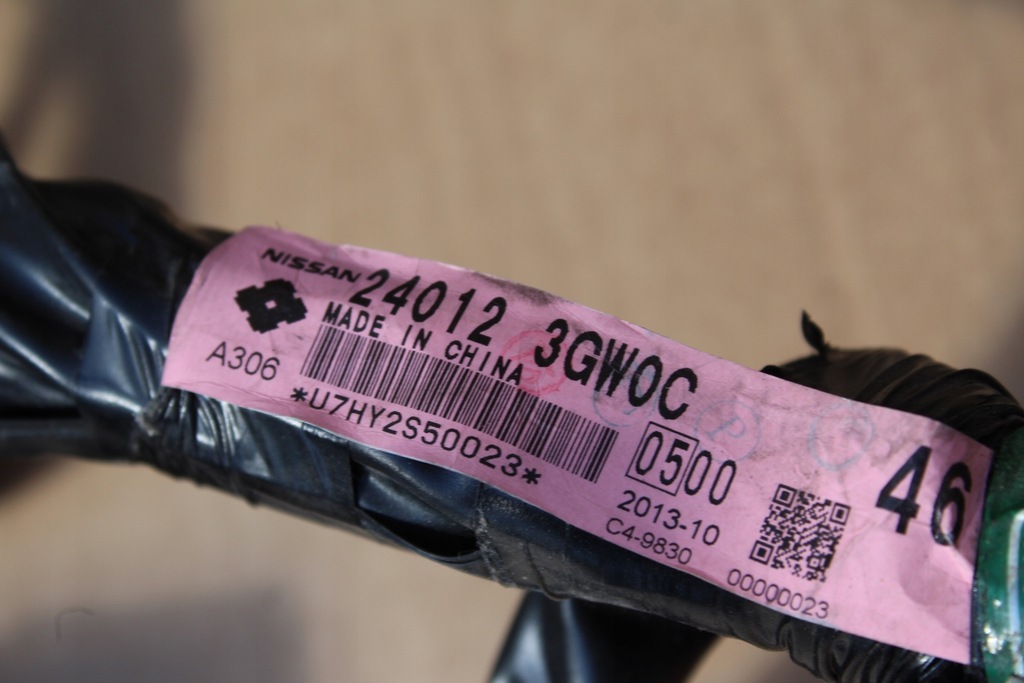 NISSAN 24012 3GW0C
MADE IN CHINA
A306
*U7HY2S50023*
0500
2013-10
C4-9830
00000023
46